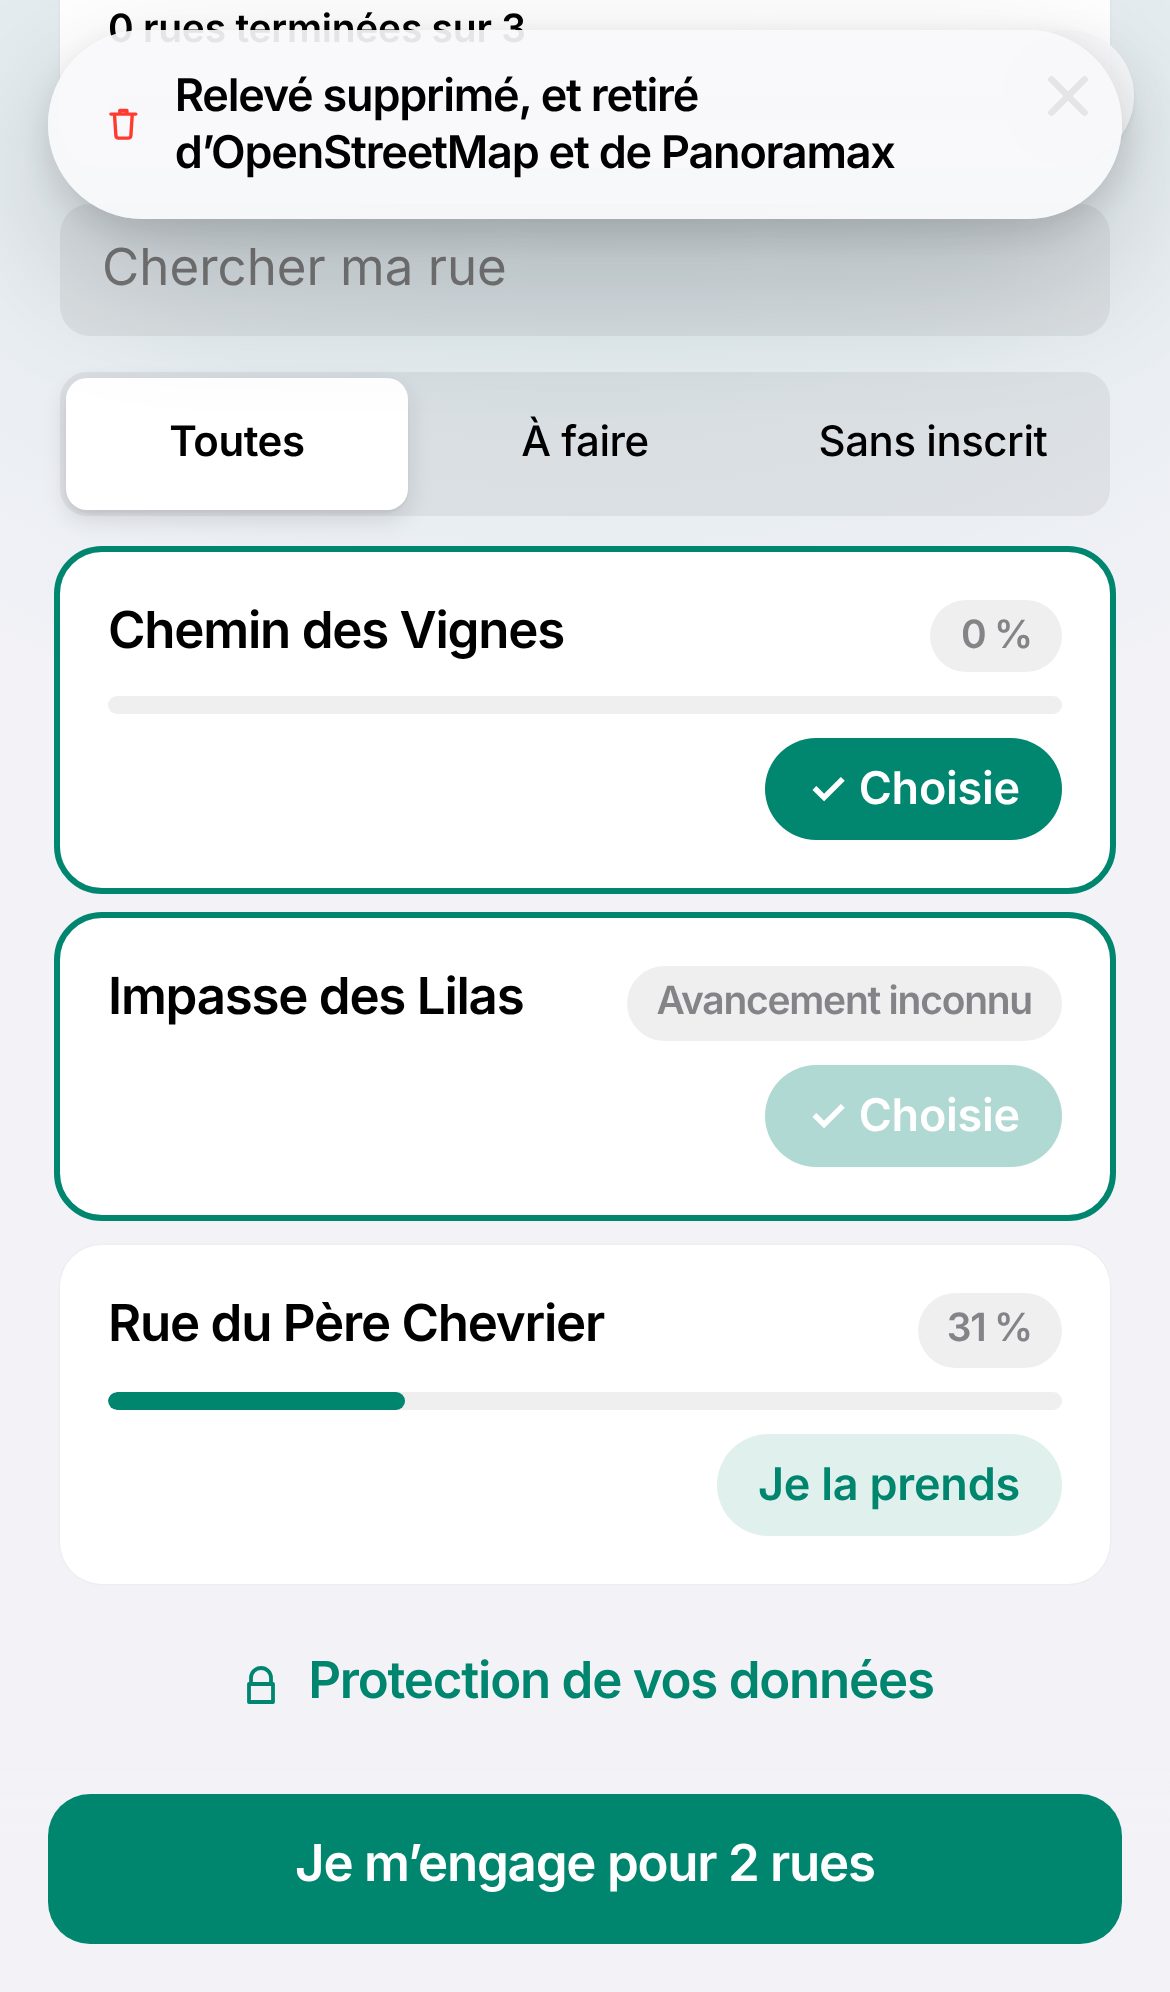 0 rues terminées sur 3
Relevé supprimé, et retiré
d’OpenStreetMap et de Panoramax
Chercher ma rue
Toutes
À faire
Sans inscrit
Chemin des Vignes
0 %
Choisie
Impasse des Lilas
Avancement inconnu
Choisie
Rue du Père Chevrier
31 %
Je la prends
Protection de vos données
Je m’engage pour 2 rues